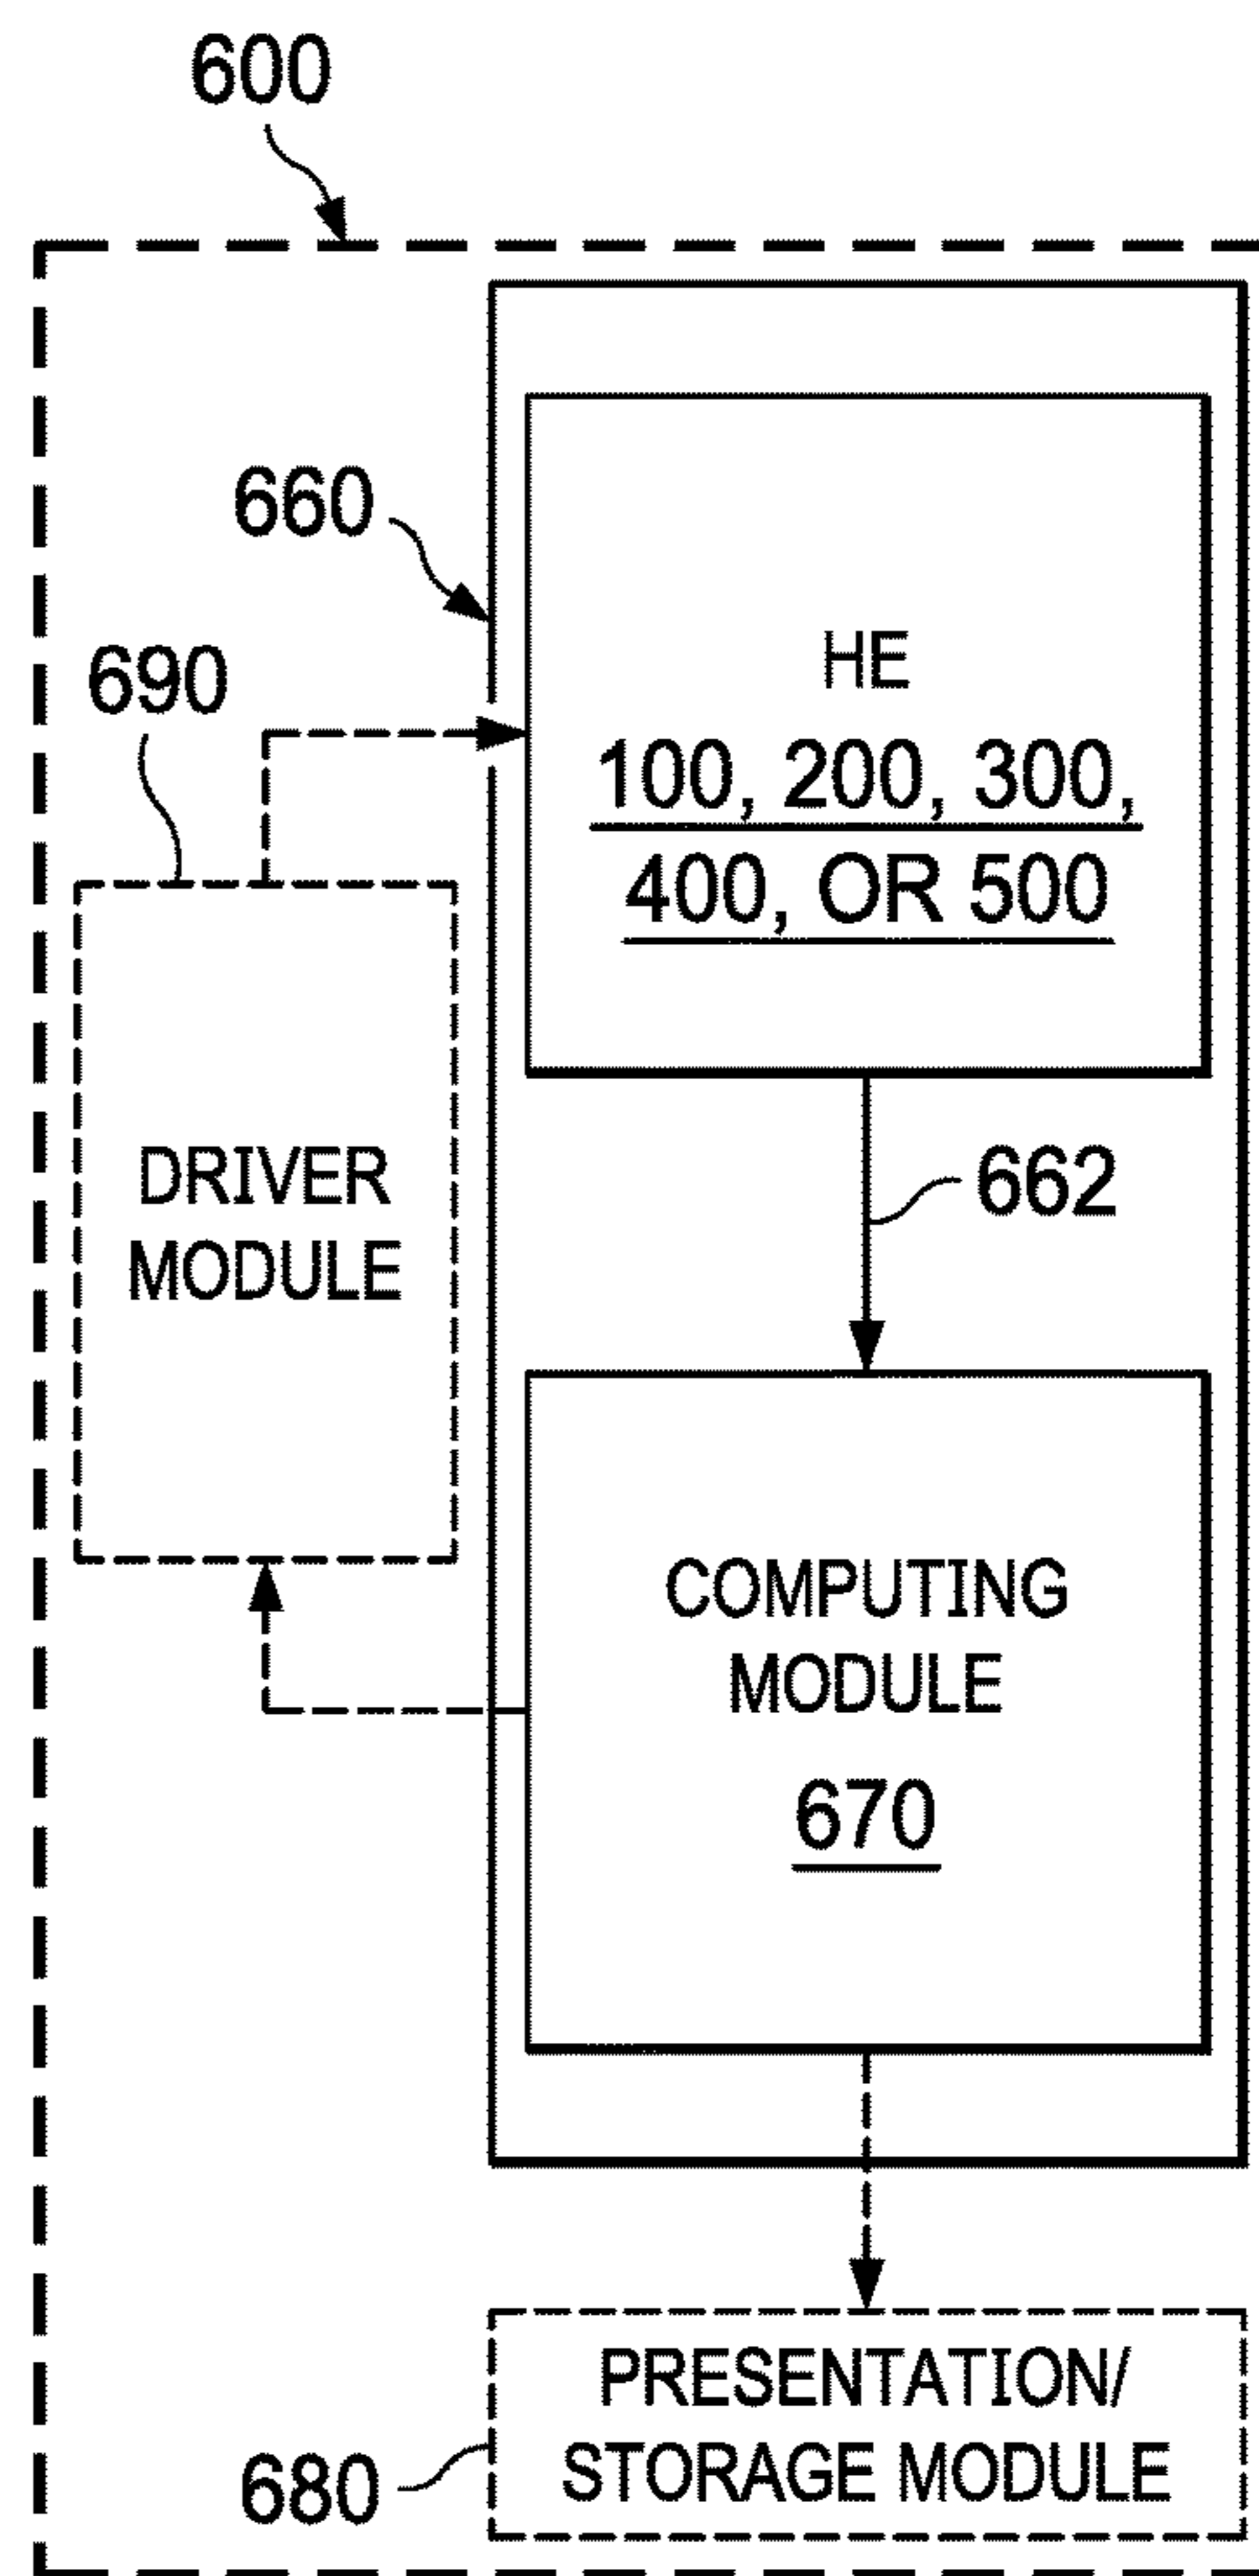 600
660
HE
690
100, 200, 300,
400, OR 500
DRIVER
MODULE
662
COMPUTING
MODULE
670
PRESENTATION/
STORAGE MODULE
680